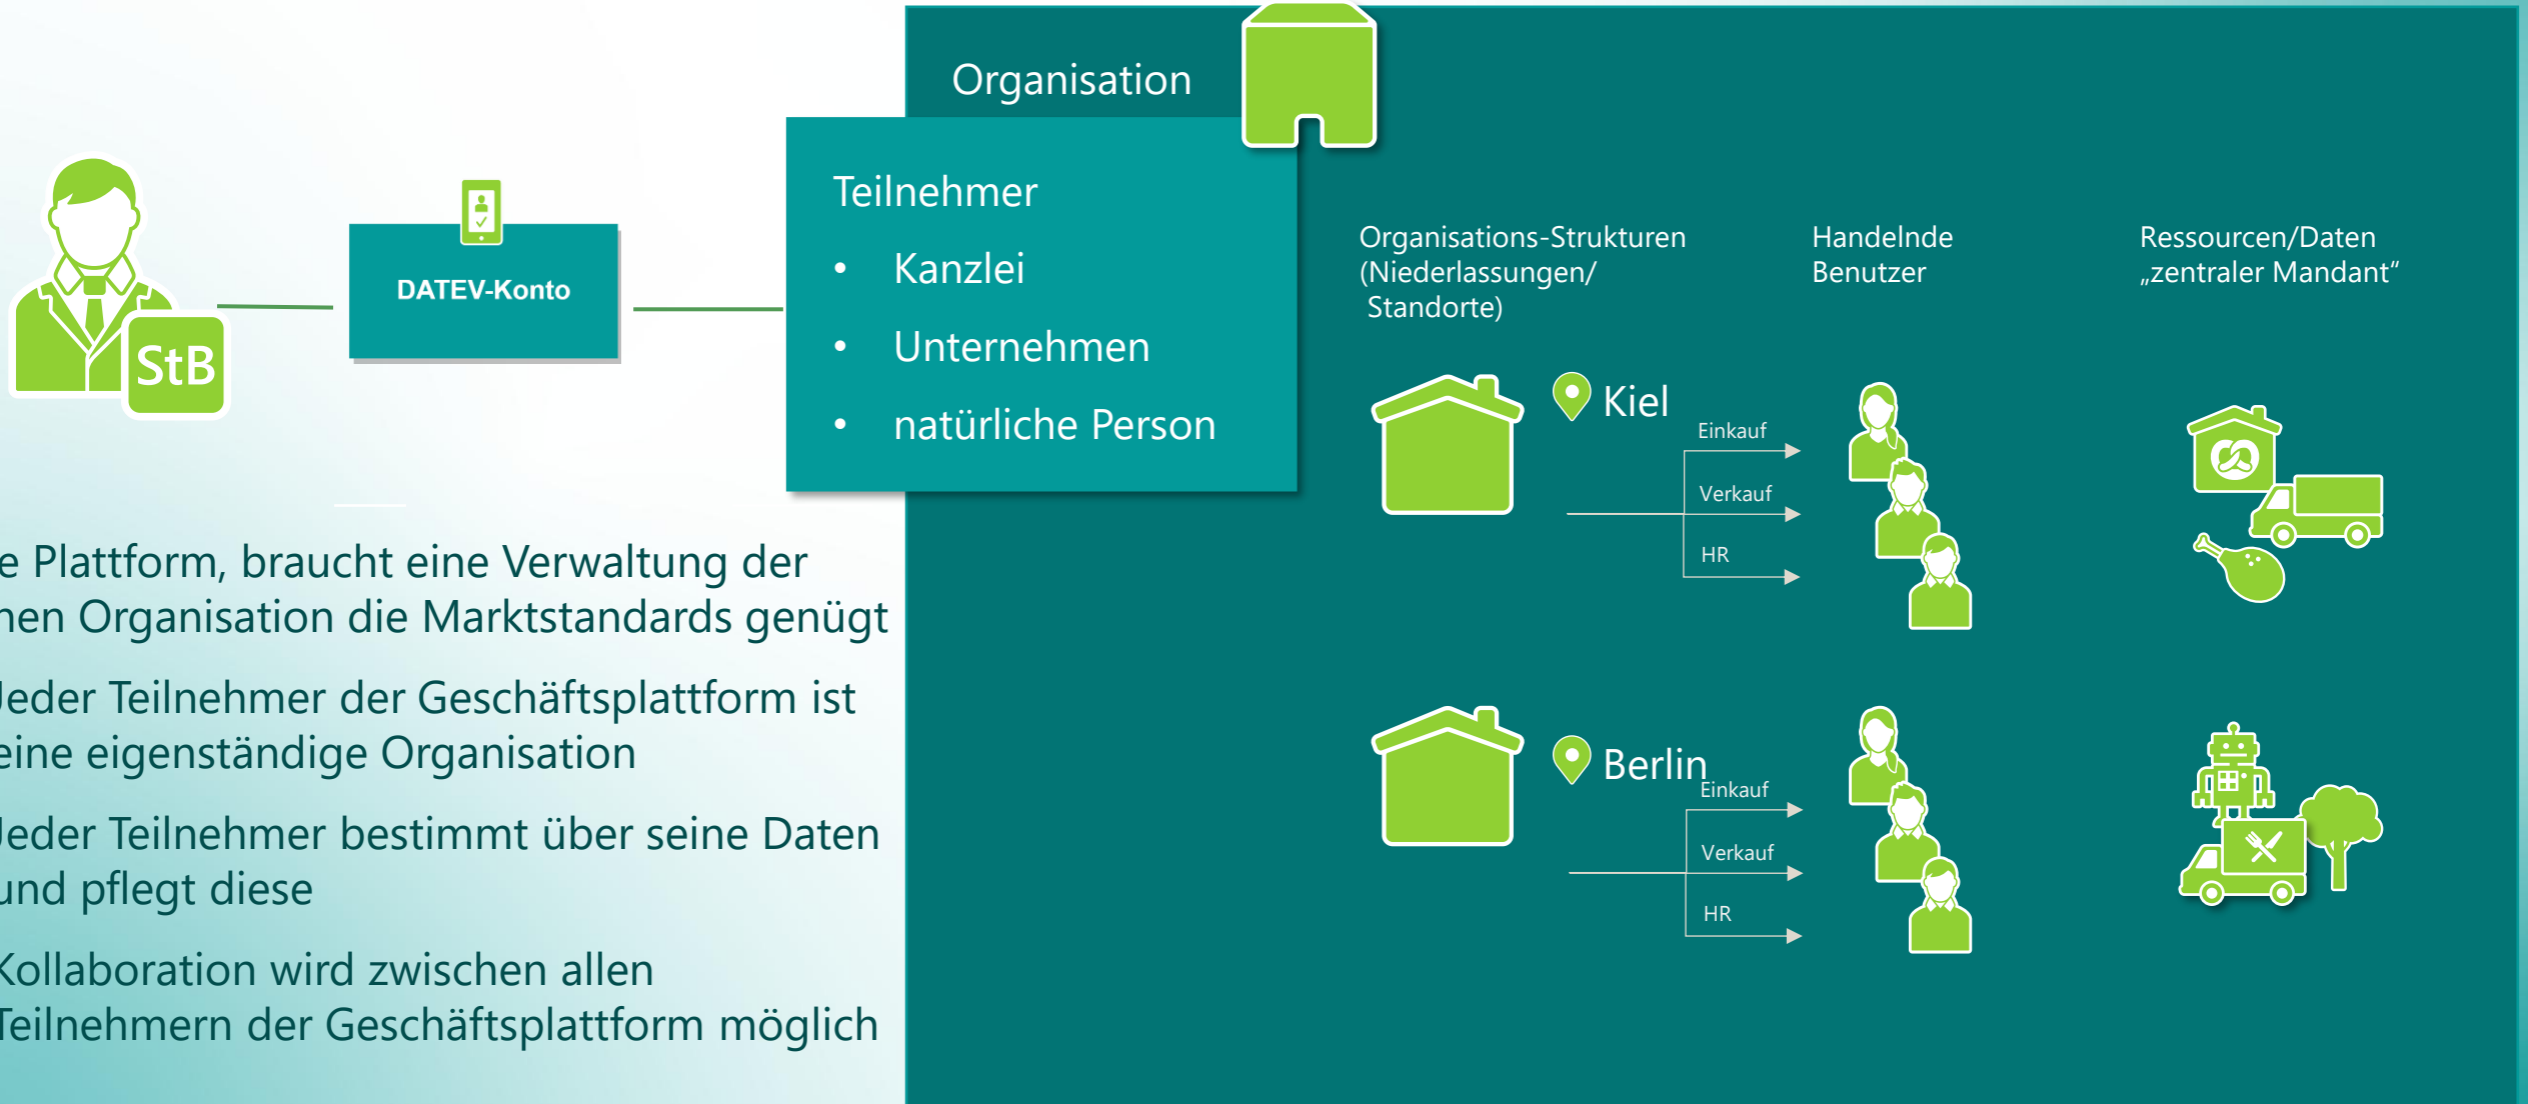 Organisation
Teilnehmer
• Kanzlei
• Unternehmen
• natürliche Person
StB
DATEV-Konto
e Plattform, braucht eine Verwaltung der
nen Organisation die Marktstandards genügt
Jeder Teilnehmer der Geschäftsplattform ist
eine eigenständige Organisation
Jeder Teilnehmer bestimmt über seine Daten
und pflegt diese
Kollaboration wird zwischen allen
Teilnehmern der Geschäftsplattform möglich
Organisations-Strukturen
(Niederlassungen/
Standorte)
Handelnde
Benutzer
Ressourcen/Daten
„zentraler Mandant“
Kiel
Einkauf
Verkauf
HR
Berlin
Einkauf
Verkauf
HR